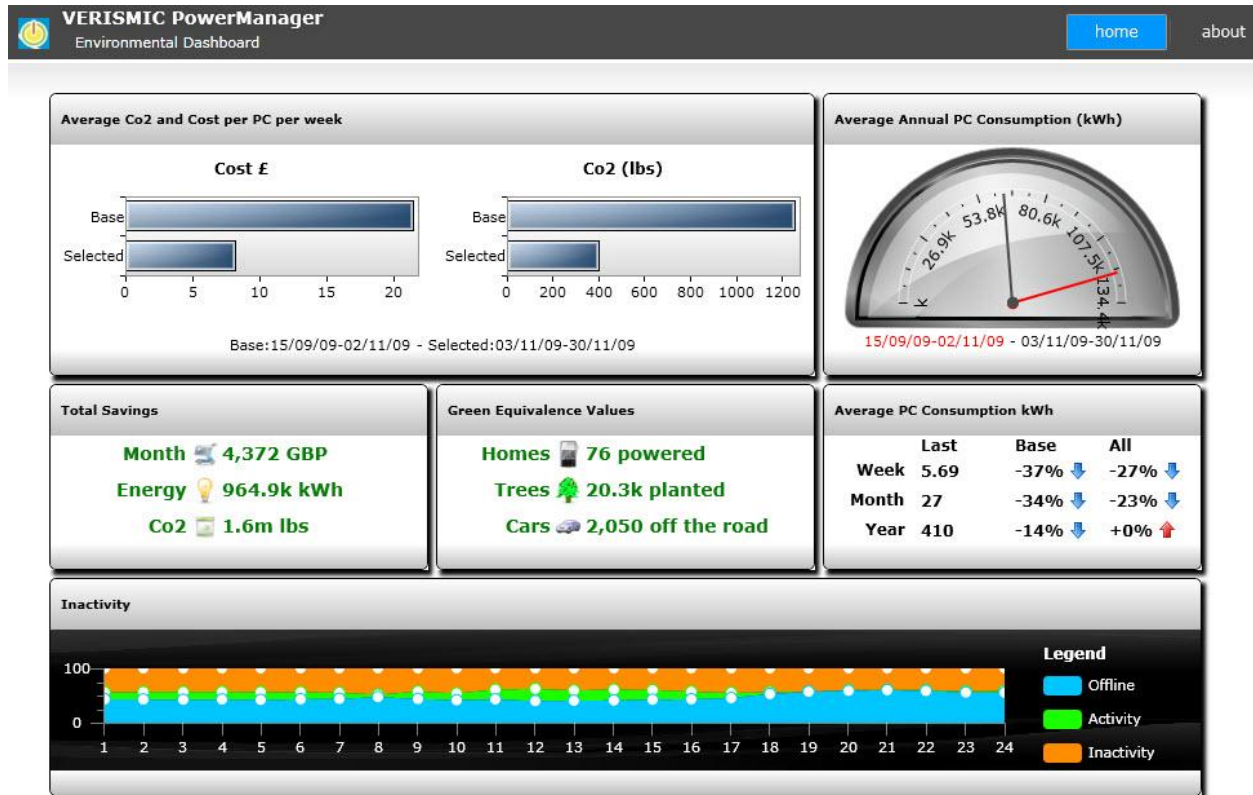 VERISMIC PowerManager
Environmental Dashboard
home about
Average Co2 and Cost per PC per week
Cost £
Base
Selected
0 5 10 15 20
Co2 (lbs)
Base
Selected
0 200 400 600 800 1000 1200
Base:15/09/09-02/11/09 - Selected:03/11/09-30/11/09
Average Annual PC Consumption (kWh)
k 26.9k 53.8k 80.6k 107.5k 134.4k
15/09/09-02/11/09 - 03/11/09-30/11/09
Total Savings
Month 4,372 GBP
Energy 964.9k kWh
Co2 1.6m lbs
Green Equivalence Values
Homes 76 powered
Trees 20.3k planted
Cars 2,050 off the road
Average PC Consumption kWh
Last Base All
Week 5.69 -37% -27%
Month 27 -34% -23%
Year 410 -14% +0%
Inactivity
100
0
1 2 3 4 5 6 7 8 9 10 11 12 13 14 15 16 17 18 19 20 21 22 23 24
Legend
Offline
Activity
Inactivity